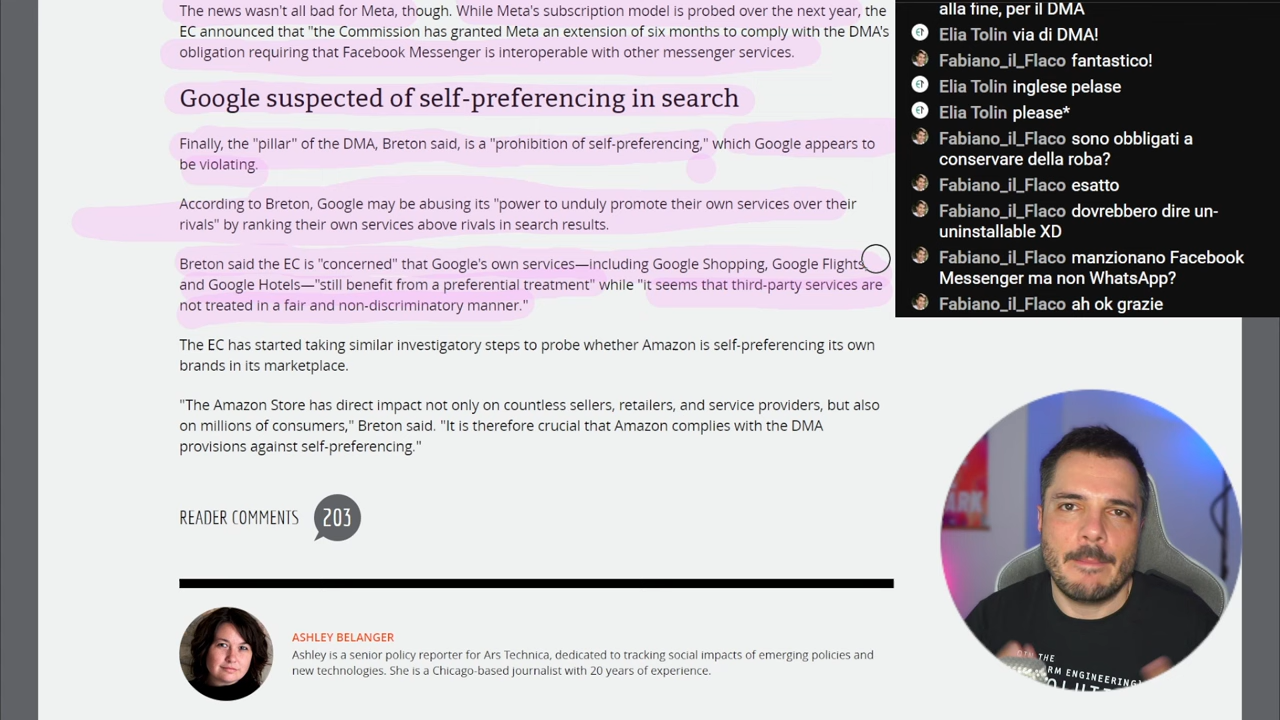 The news wasn't all bad for Meta, though. While Meta's subscription model is probed over the next year, the
EC announced that "the Commission has granted Meta an extension of six months to comply with the DMA's
obligation requiring that Facebook Messenger is interoperable with other messenger services.
Google suspected of self-preferencing in search
Finally, the "pillar" of the DMA, Breton said, is a "prohibition of self-preferencing," which Google appears to
be violating.
According to Breton, Google may be abusing its "power to unduly promote their own services over their
rivals" by ranking their own services above rivals in search results.
Breton said the EC is "concerned" that Google's own services—including Google Shopping, Google Flights,
and Google Hotels—"still benefit from a preferential treatment" while "it seems that third-party services are
not treated in a fair and non-discriminatory manner."
The EC has started taking similar investigatory steps to probe whether Amazon is self-preferencing its own
brands in its marketplace.
"The Amazon Store has direct impact not only on countless sellers, retailers, and service providers, but also
on millions of consumers," Breton said. "It is therefore crucial that Amazon complies with the DMA
provisions against self-preferencing."
READER COMMENTS 203
ASHLEY BELANGER
Ashley is a senior policy reporter for Ars Technica, dedicated to tracking social impacts of emerging policies and
new technologies. She is a Chicago-based journalist with 20 years of experience.
alla fine, per il DMA
Elia Tolin via di DMA!
Fabiano_il_Flaco fantastico!
Elia Tolin inglese pelase
Elia Tolin please*
Fabiano_il_Flaco sono obbligati a
conservare della roba?
Fabiano_il_Flaco esatto
Fabiano_il_Flaco dovrebbero dire un-
uninstallable XD
Fabiano_il_Flaco manzionano Facebook
Messenger ma non WhatsApp?
Fabiano_il_Flaco ah ok grazie
THE
ENGINEERING